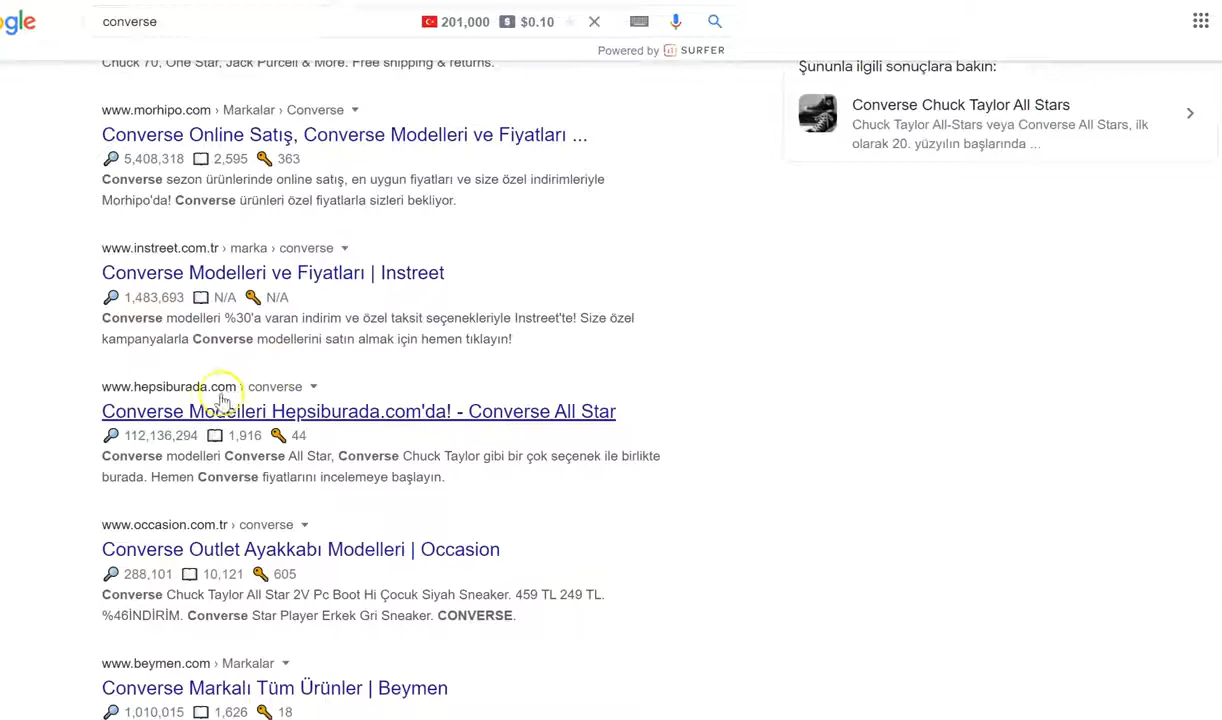 gle
converse
201,000 $ $0.10
Powered by SURFER
Chuck 70, One Star, Jack Purcell & More. Free shipping & returns.
Şununla ilgili sonuçlara bakın:
Converse Chuck Taylor All Stars
Chuck Taylor All-Stars veya Converse All Stars, ilk
olarak 20. yüzyılın başlarında ...
www.morhipo.com › Markalar › Converse
Converse Online Satış, Converse Modelleri ve Fiyatları ...
5,408,318 2,595 363
Converse sezon ürünlerinde online satış, en uygun fiyatları ve size özel indirimleriyle
Morhipo'da! Converse ürünleri özel fiyatlarla sizleri bekliyor.
www.instreet.com.tr › marka › converse
Converse Modelleri ve Fiyatları | Instreet
1,483,693 N/A N/A
Converse modelleri %30'a varan indirim ve özel taksit seçenekleriyle Instreet'te! Size özel
kampanyalarla Converse modellerini satın almak için hemen tıklayın!
www.hepsiburada.com › converse
Converse Modelleri Hepsiburada.com'da! - Converse All Star
112,136,294 1,916 44
Converse modelleri Converse All Star, Converse Chuck Taylor gibi bir çok seçenek ile birlikte
burada. Hemen Converse fiyatlarını incelemeye başlayın.
www.occasion.com.tr › converse
Converse Outlet Ayakkabı Modelleri | Occasion
288,101 10,121 605
Converse Chuck Taylor All Star 2V Pc Boot Hi Çocuk Siyah Sneaker. 459 TL 249 TL.
%46İNDİRİM. Converse Star Player Erkek Gri Sneaker. CONVERSE.
www.beymen.com › Markalar
Converse Markalı Tüm Ürünler | Beymen
1,010,015 1,626 18